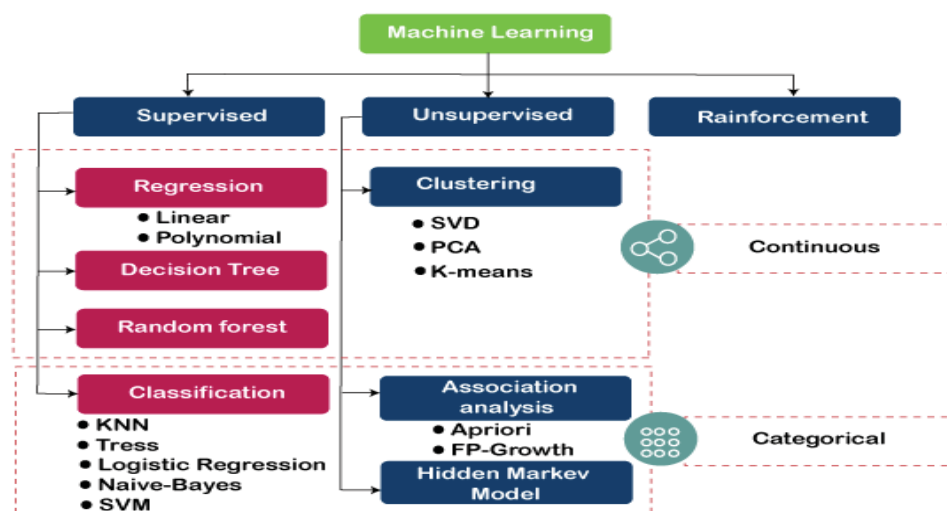 Machine Learning
Supervised
Unsupervised
Rainforcement
Regression
Linear
Polynomial
Decision Tree
Random forest
Clustering
SVD
PCA
K-means
Continuous
Classification
KNN
Tress
Logistic Regression
Naive-Bayes
SVM
Association
analysis
Apriori
FP-Growth
Hidden Markev
Model
Categorical